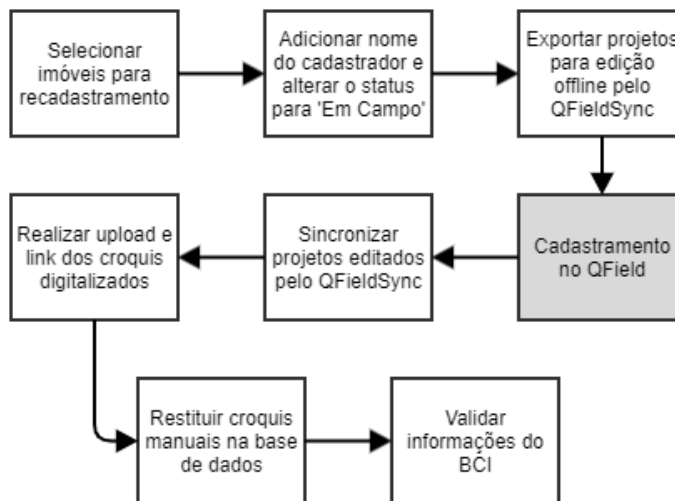 Selecionar
imóveis para
recadastramento
Adicionar nome
do cadastrador e
alterar o status
para 'Em Campo'
Exportar projetos
para edição
offline pelo
QFieldSync
Cadastramento
no QField
Sincronizar
projetos editados
pelo QFieldSync
Realizar upload e
link dos croquis
digitalizados
Restituir croquis
manuais na base
de dados
Validar
informações do
BCI